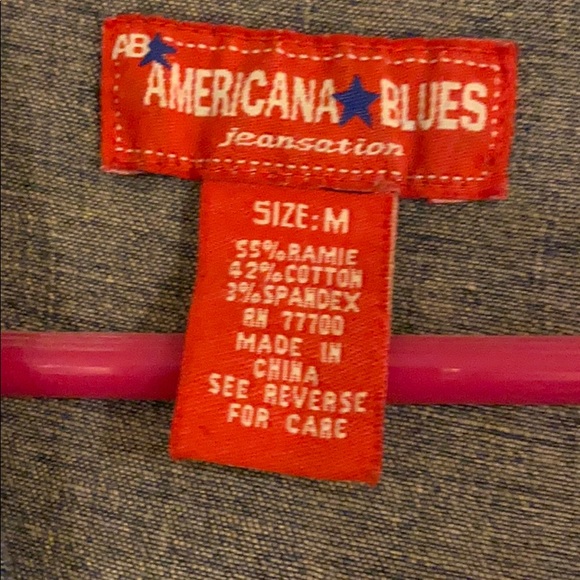 AB
AMERICANA BLUES
jeansation
SIZE: M
55% RAMIE
42% COTTON
3% SPANDEX
RN 77700
MADE IN
CHINA
SEE REVERSE
FOR CARE